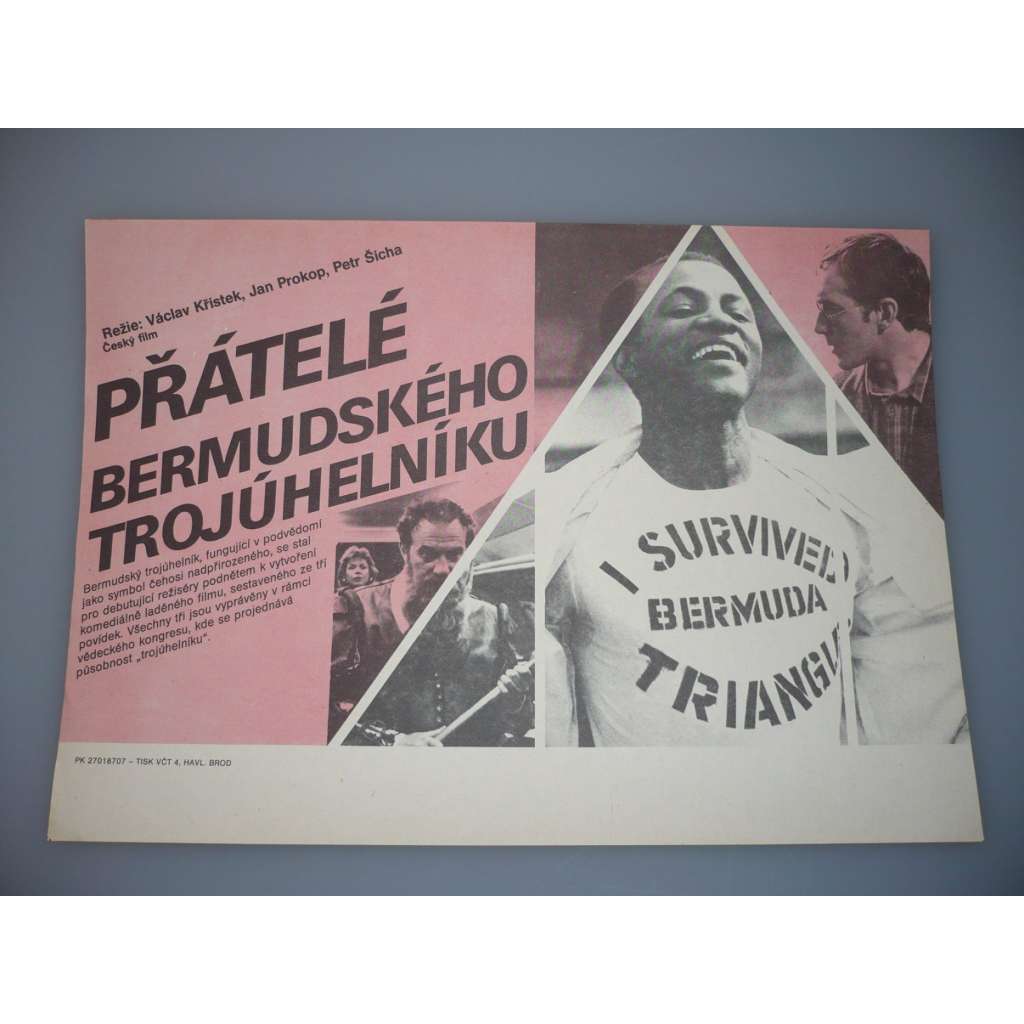 Režie: Václav Křístek, Jan Prokop, Petr Šícha
Český film
PŘÁTELÉ
BERMUDSKÉHO
TROJÚHELNÍKU
Bermudský trojúhelník, fungující v podvědomí
jako symbol čehosi nadpřirozeného, se stal
pro debutující režiséry podnětem k vytvoření
komediálně laděného filmu, sestaveného ze tří
povídek. Všechny tři jsou vyprávěny v rámci
vědeckého kongresu, kde se projednává
působnost „trojúhelníku“.
I SURVIVED
BERMUDA
TRIANGL
PK 27018707 – TISK VČT 4, HAVL. BROD